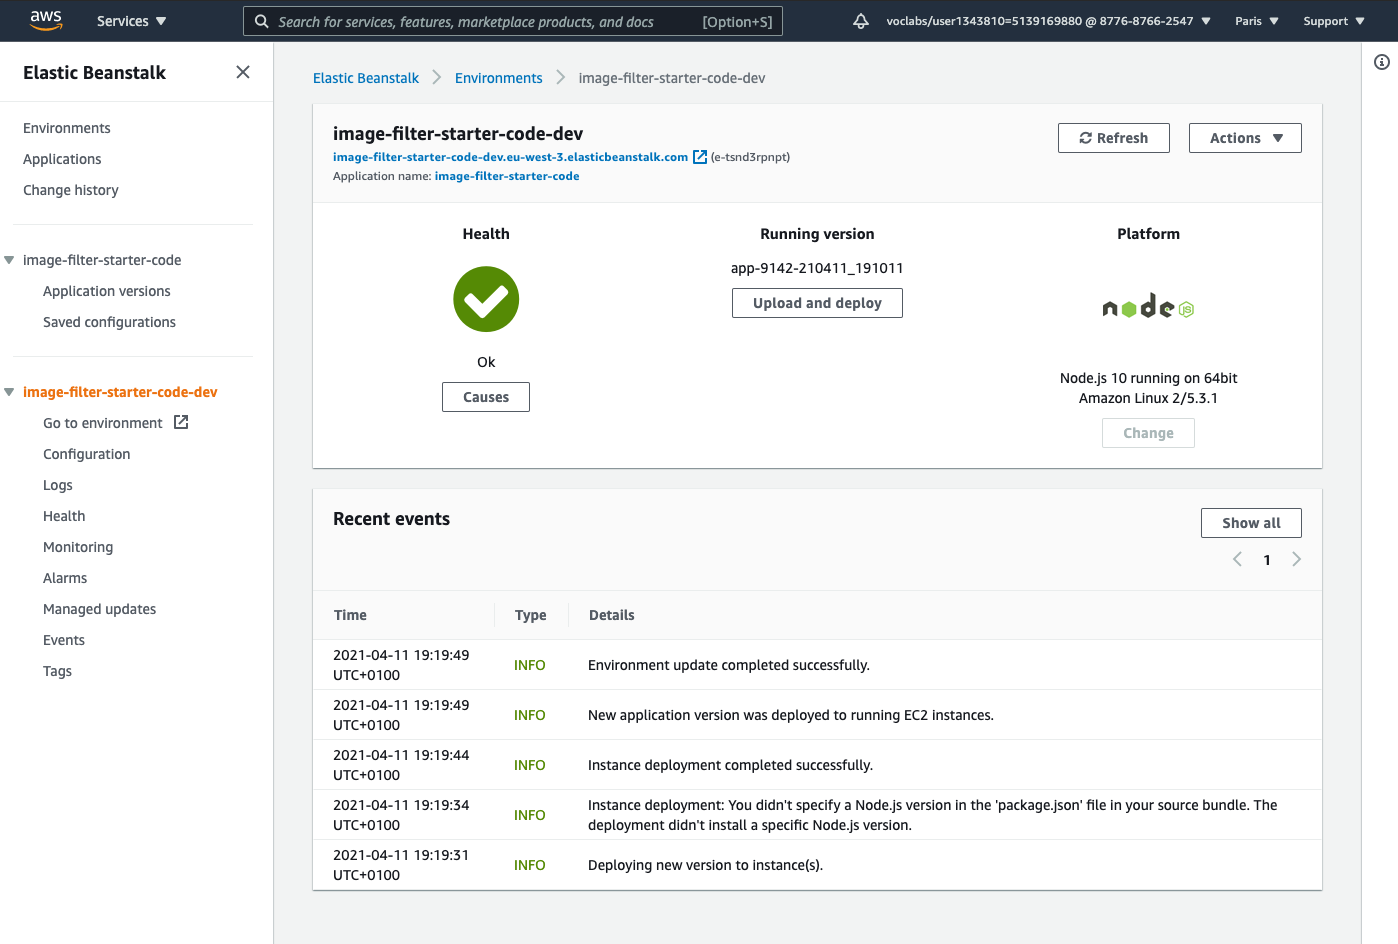 aws
Services
Search for services, features, marketplace products, and docs [Option+S]
voclabs/user1343810=5139169880 @ 8776-8766-2547
Paris
Support
Elastic Beanstalk
Environments
Applications
Change history
image-filter-starter-code
Application versions
Saved configurations
image-filter-starter-code-dev
Go to environment
Configuration
Logs
Health
Monitoring
Alarms
Managed updates
Events
Tags
Elastic Beanstalk
Environments
image-filter-starter-code-dev
image-filter-starter-code-dev
image-filter-starter-code-dev.eu-west-3.elasticbeanstalk.com (e-tsnd3rpnpt)
Application name: image-filter-starter-code
Refresh
Actions
Health
Ok
Causes
Running version
app-9142-210411_191011
Upload and deploy
Platform
node JS
Node.js 10 running on 64bit
Amazon Linux 2/5.3.1
Change
Recent events
Show all
1
Time Type Details
2021-04-11 19:19:49
UTC+0100
INFO
Environment update completed successfully.
2021-04-11 19:19:49
UTC+0100
INFO
New application version was deployed to running EC2 instances.
2021-04-11 19:19:44
UTC+0100
INFO
Instance deployment completed successfully.
2021-04-11 19:19:34
UTC+0100
INFO
Instance deployment: You didn't specify a Node.js version in the 'package.json' file in your source bundle. The
deployment didn't install a specific Node.js version.
2021-04-11 19:19:31
UTC+0100
INFO
Deploying new version to instance(s).